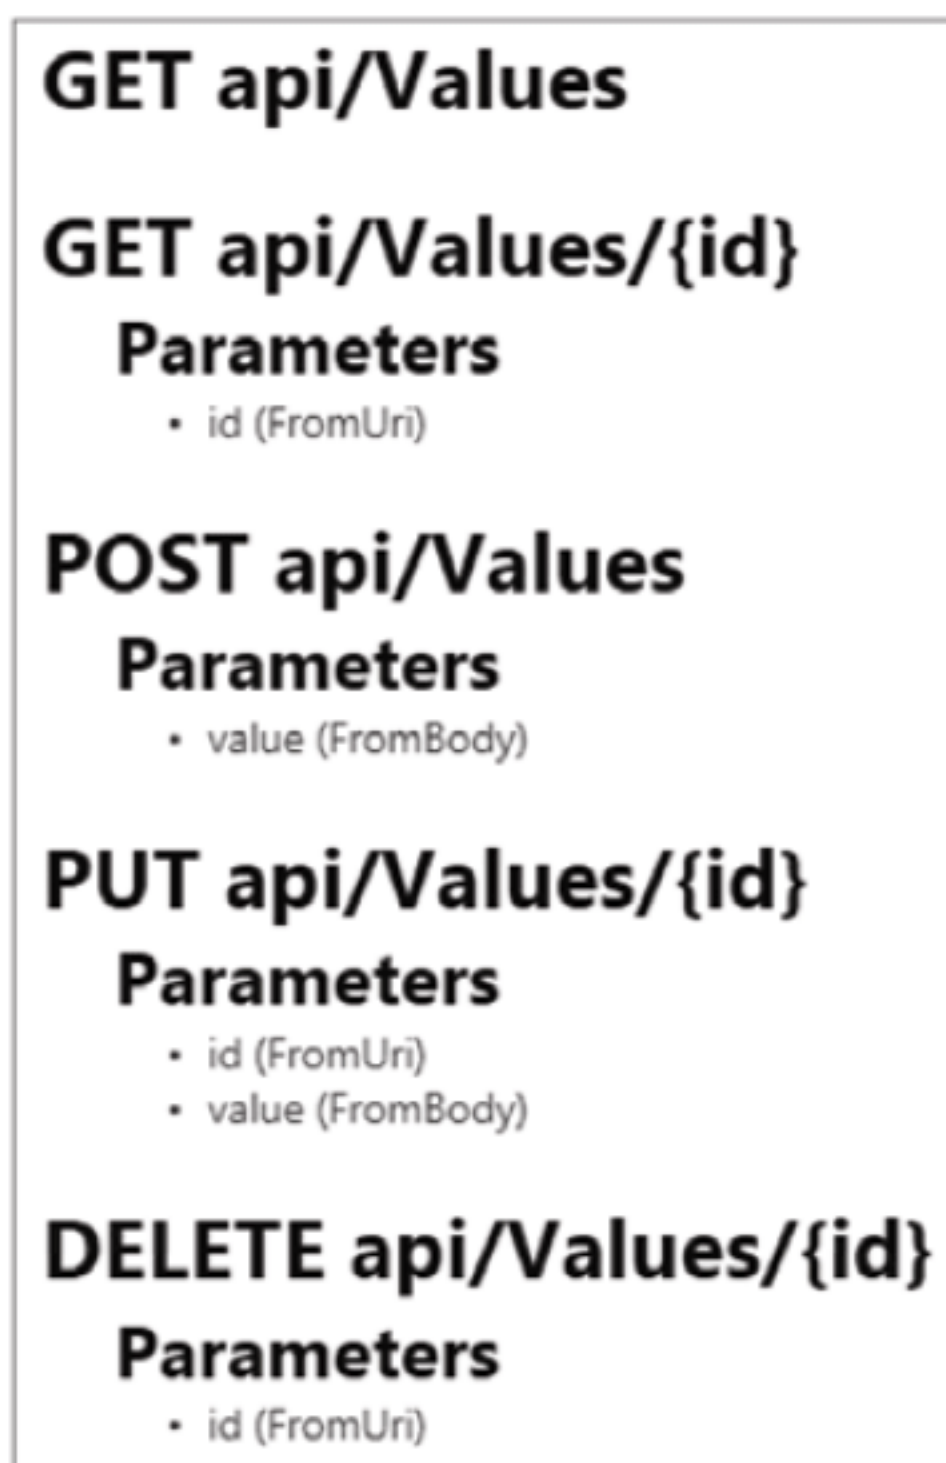 GET api/Values
GET api/Values/{id}
Parameters
• id (FromUri)
POST api/Values
Parameters
• value (FromBody)
PUT api/Values/{id}
Parameters
• id (FromUri)
• value (FromBody)
DELETE api/Values/{id}
Parameters
• id (FromUri)